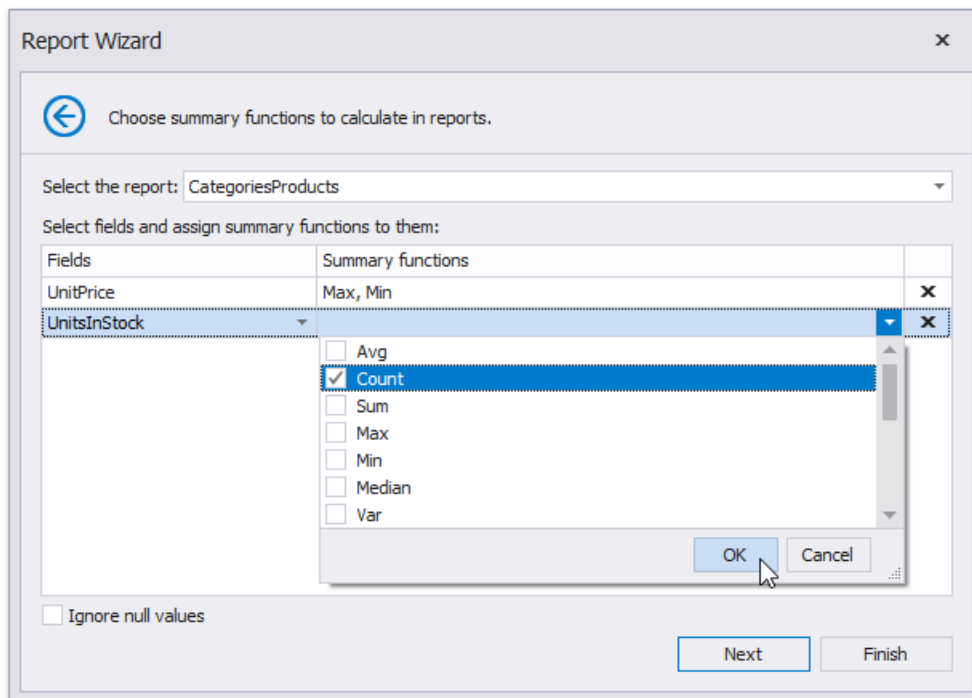 Report Wizard
Choose summary functions to calculate in reports.
Select the report: CategoriesProducts
Select fields and assign summary functions to them:
Fields Summary functions
UnitPrice Max, Min
UnitsInStock
Avg
Count
Sum
Max
Min
Median
Var
OK Cancel
Ignore null values
Next Finish